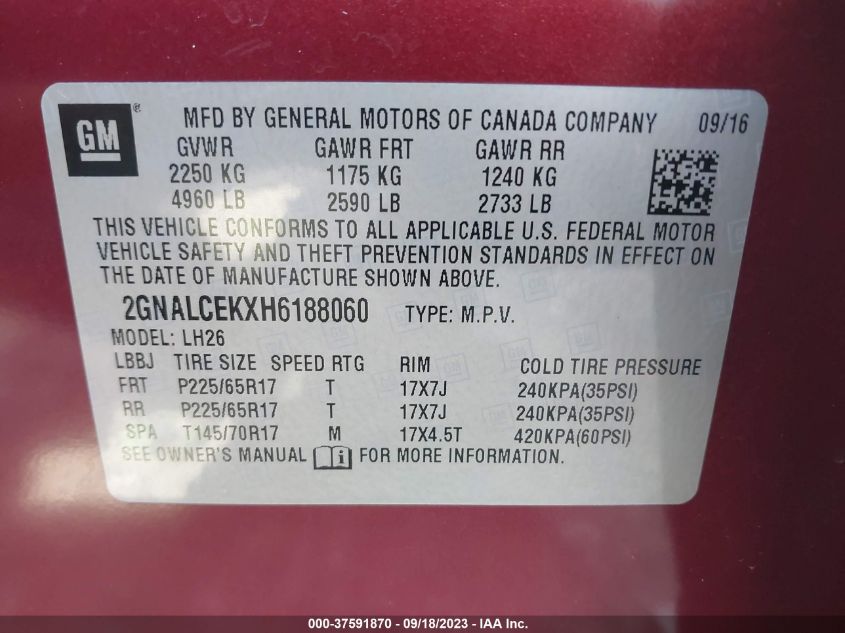 GM ® MFD BY GENERAL MOTORS OF CANADA COMPANY 09/16
GVWR GAWR FRT GAWR RR
2250 KG 1175 KG 1240 KG
4960 LB 2590 LB 2733 LB
THIS VEHICLE CONFORMS TO ALL APPLICABLE U.S. FEDERAL MOTOR
VEHICLE SAFETY AND THEFT PREVENTION STANDARDS IN EFFECT ON
THE DATE OF MANUFACTURE SHOWN ABOVE.
2GNALCEKXH6188060 TYPE: M.P.V.
MODEL: LH26
LBBJ TIRE SIZE SPEED RTG RIM COLD TIRE PRESSURE
FRT P225/65R17 T 17X7J 240KPA(35PSI)
RR P225/65R17 T 17X7J 240KPA(35PSI)
SPA T145/70R17 M 17X4.5T 420KPA(60PSI)
SEE OWNER'S MANUAL i FOR MORE INFORMATION.
000-37591870 - 09/18/2023 - IAA Inc.